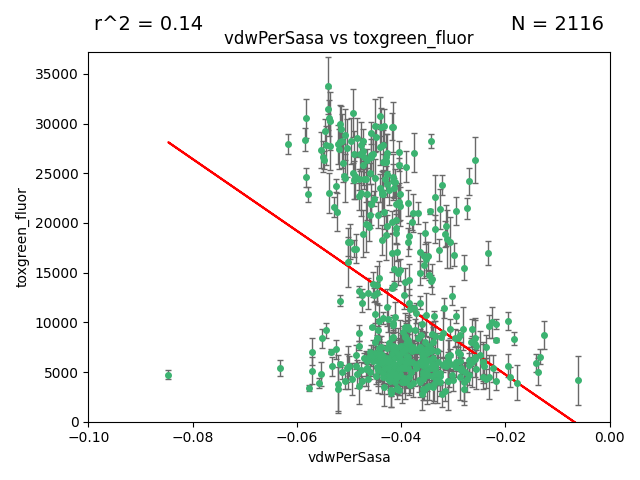 r^2 = 0.14
N = 2116
vdwPerSasa vs toxgreen_fluor
35000
30000
25000
20000
15000
10000
5000
0
toxgreen_fluor
−0.10
−0.08
−0.06
−0.04
−0.02
0.00
vdwPerSasa